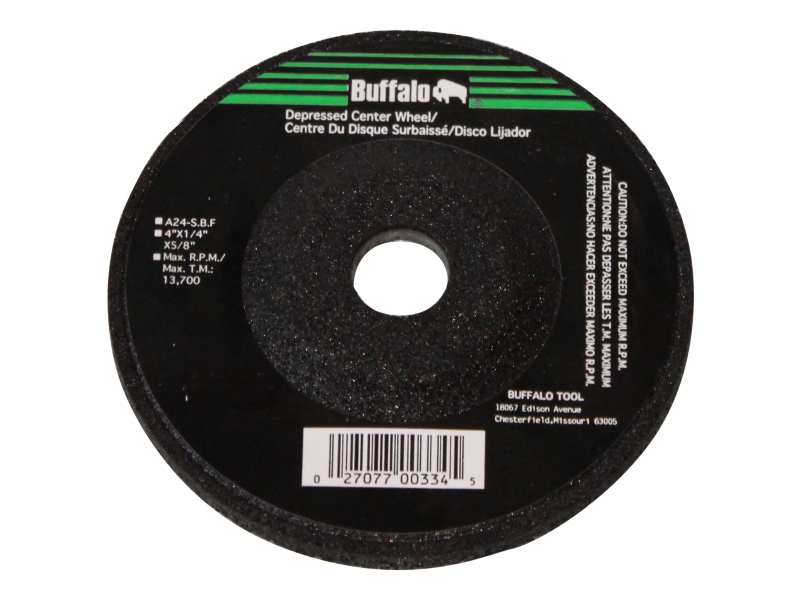 Buffalo
Depressed Center Wheel/
Centre Du Disque Surbaissé/Disco Lijador
A24-S.B.F
4"X1/4"
X5/8"
Max. R.P.M./
Max. T.M.:
13,700
CAUTION:DO NOT EXCEED MAXIMUM R.P.M.
ATTENTION:NE PAS DEPASSER LES T.M. MAXIMUM
ADVERTENCIAS:NO HACER EXCEEDER MAXIMO R.P.M.
BUFFALO TOOL
18067 Edison Avenue
Chesterfield,Missouri 63005
0 27077 00334 5